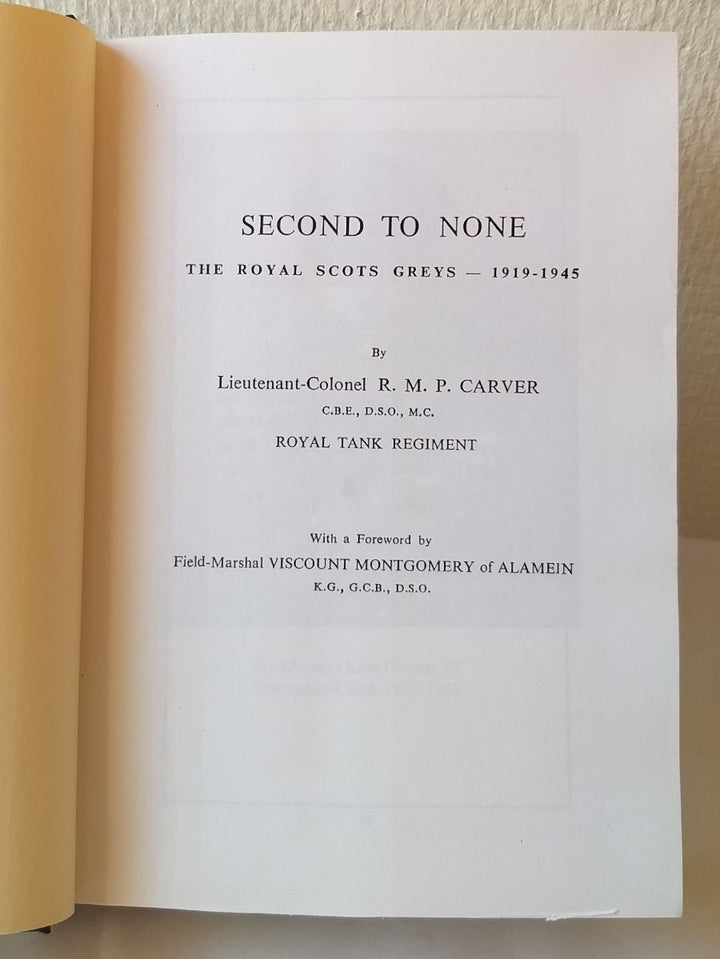 SECOND TO NONE
THE ROYAL SCOTS GREYS — 1919-1945
By
Lieutenant-Colonel R. M. P. CARVER
C.B.E., D.S.O., M.C.
ROYAL TANK REGIMENT
With a Foreword by
Field-Marshal VISCOUNT MONTGOMERY of ALAMEIN
K.G., G.C.B., D.S.O.